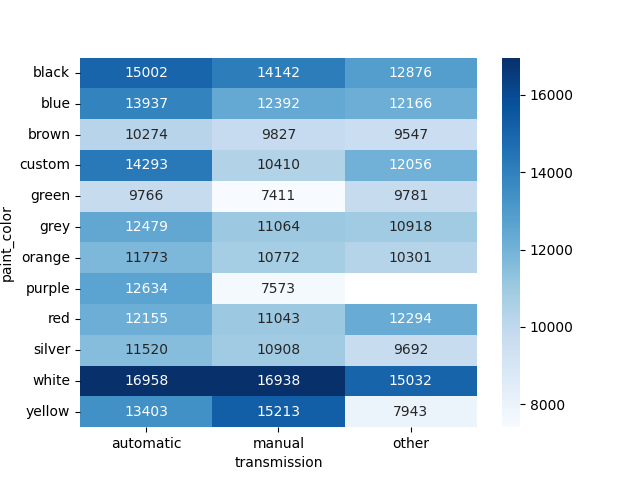 black 15002 14142 12876 16000
blue 13937 12392 12166
brown 10274 9827 9547
custom 14293 10410 12056 14000
green 9766 7411 9781
grey 12479 11064 10918 12000
orange 11773 10772 10301
purple 12634 7573
red 12155 11043 12294 10000
silver 11520 10908 9692
white 16958 16938 15032
yellow 13403 15213 7943 8000
paint_color
automatic manual other
transmission